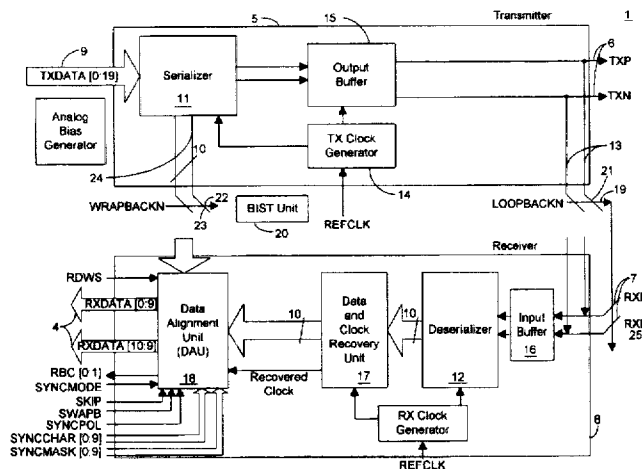 5
15
Transmitter
1
9
6
TXDATA [0:19]
Serializer
11
Output
Buffer
TXP
TXN
Analog
Bias
Generator
10
24
TX Clock
Generator
13
21
WRAPBACKN
22
23
BIST Unit
20
14
REFCLK
LOOPBACKN
19
Receiver
RDWS
7
RXDATA [0:9]
4
RXDATA [10:9]
Data
Alignment
Unit
(DAU)
18
10
Data
and
Clock
Recovery
Unit
17
10
Deserializer
12
Input
Buffer
16
25
RBC [0:1]
SYNCMODE
SKIP
SWAPB
SYNCPOL
SYNCCHAR [0:9]
SYNCMASK [0:9]
Recovered
Clock
RX Clock
Generator
8
REFCLK